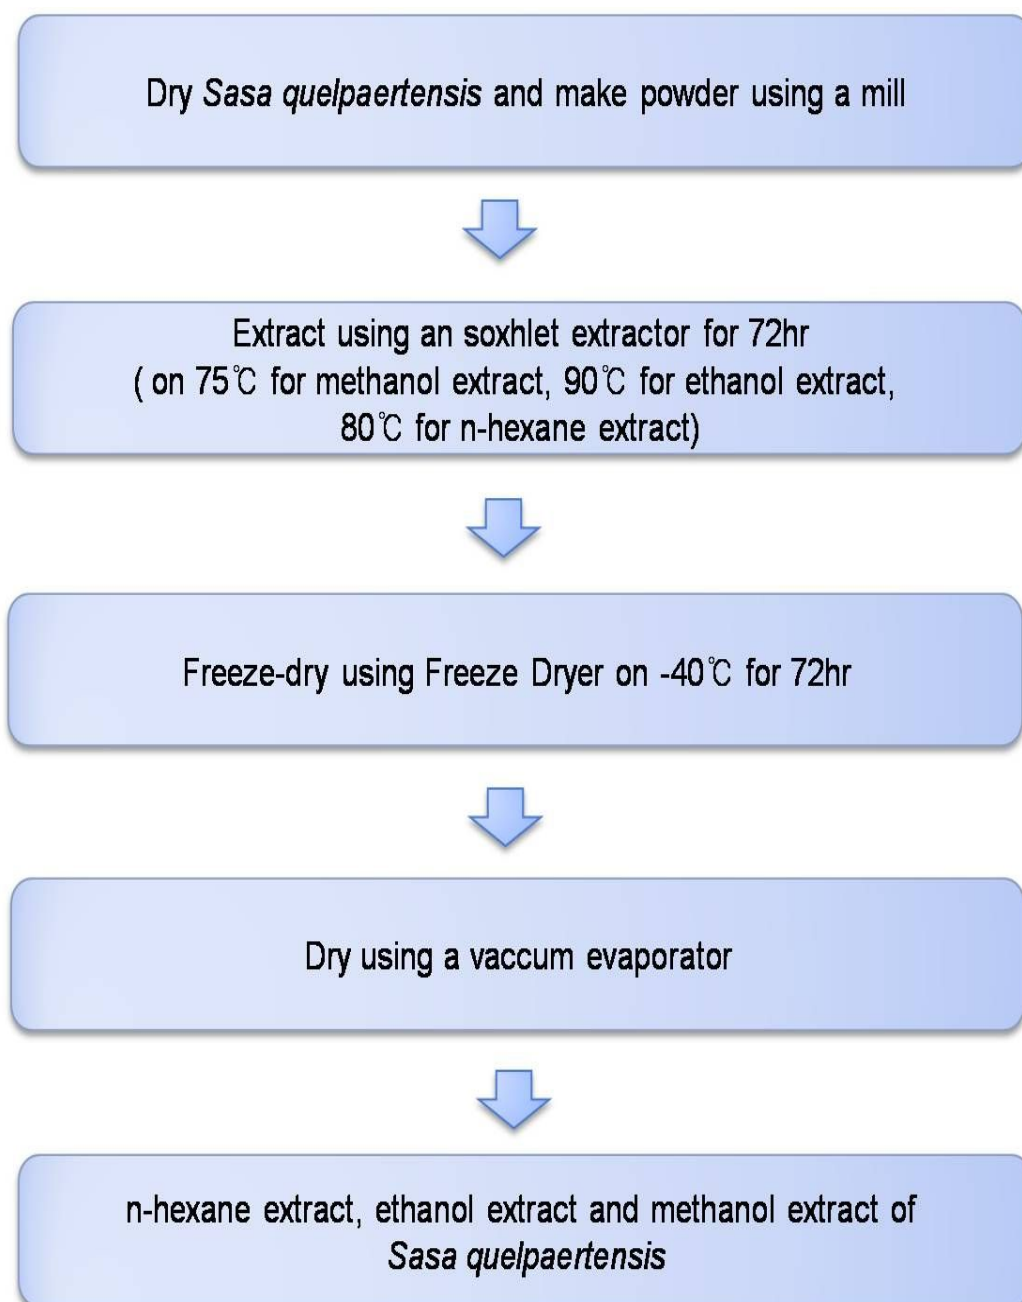 Dry Sasa quelpaertensis and make powder using a mill
Extract using an soxhlet extractor for 72hr
( on 75℃ for methanol extract, 90℃ for ethanol extract,
80℃ for n-hexane extract)
Freeze-dry using Freeze Dryer on -40℃ for 72hr
Dry using a vaccum evaporator
n-hexane extract, ethanol extract and methanol extract of
Sasa quelpaertensis